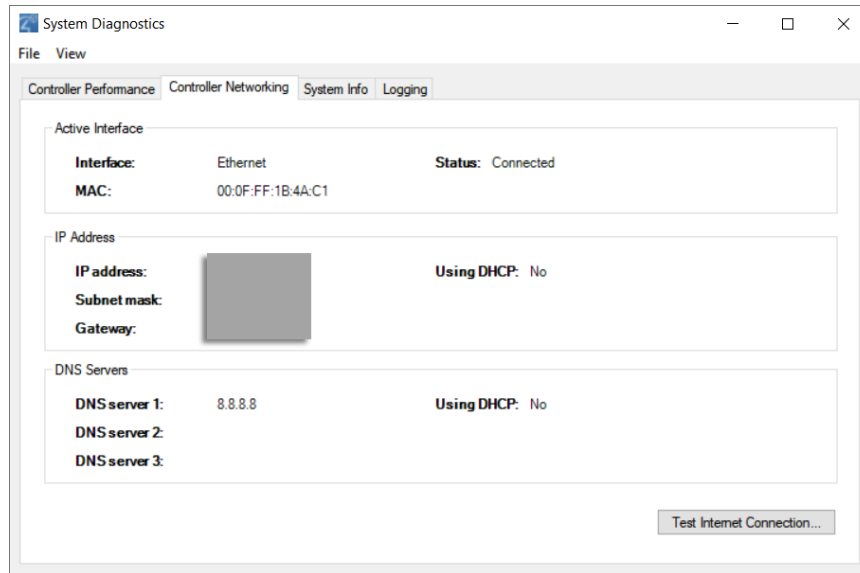 System Diagnostics
File View
Controller Performance Controller Networking System Info Logging
Active Interface
Interface: Ethernet Status: Connected
MAC: 00:0F:FF:1B:4A:C1
IP Address
IP address: Using DHCP: No
Subnet mask:
Gateway:
DNS Servers
DNS server 1: 8.8.8.8 Using DHCP: No
DNS server 2:
DNS server 3:
Test Internet Connection...